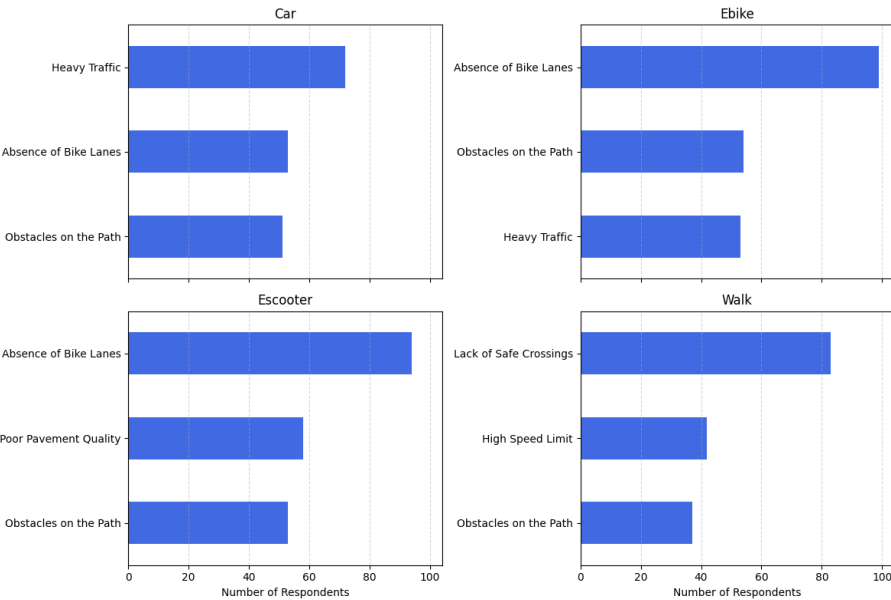 Car
Heavy Traffic
Absence of Bike Lanes
Obstacles on the Path
Ebike
Absence of Bike Lanes
Obstacles on the Path
Heavy Traffic
Escooter
Absence of Bike Lanes
Poor Pavement Quality
Obstacles on the Path
0 20 40 60 80 100
Number of Respondents
Walk
Lack of Safe Crossings
High Speed Limit
Obstacles on the Path
0 20 40 60 80 100
Number of Respondents